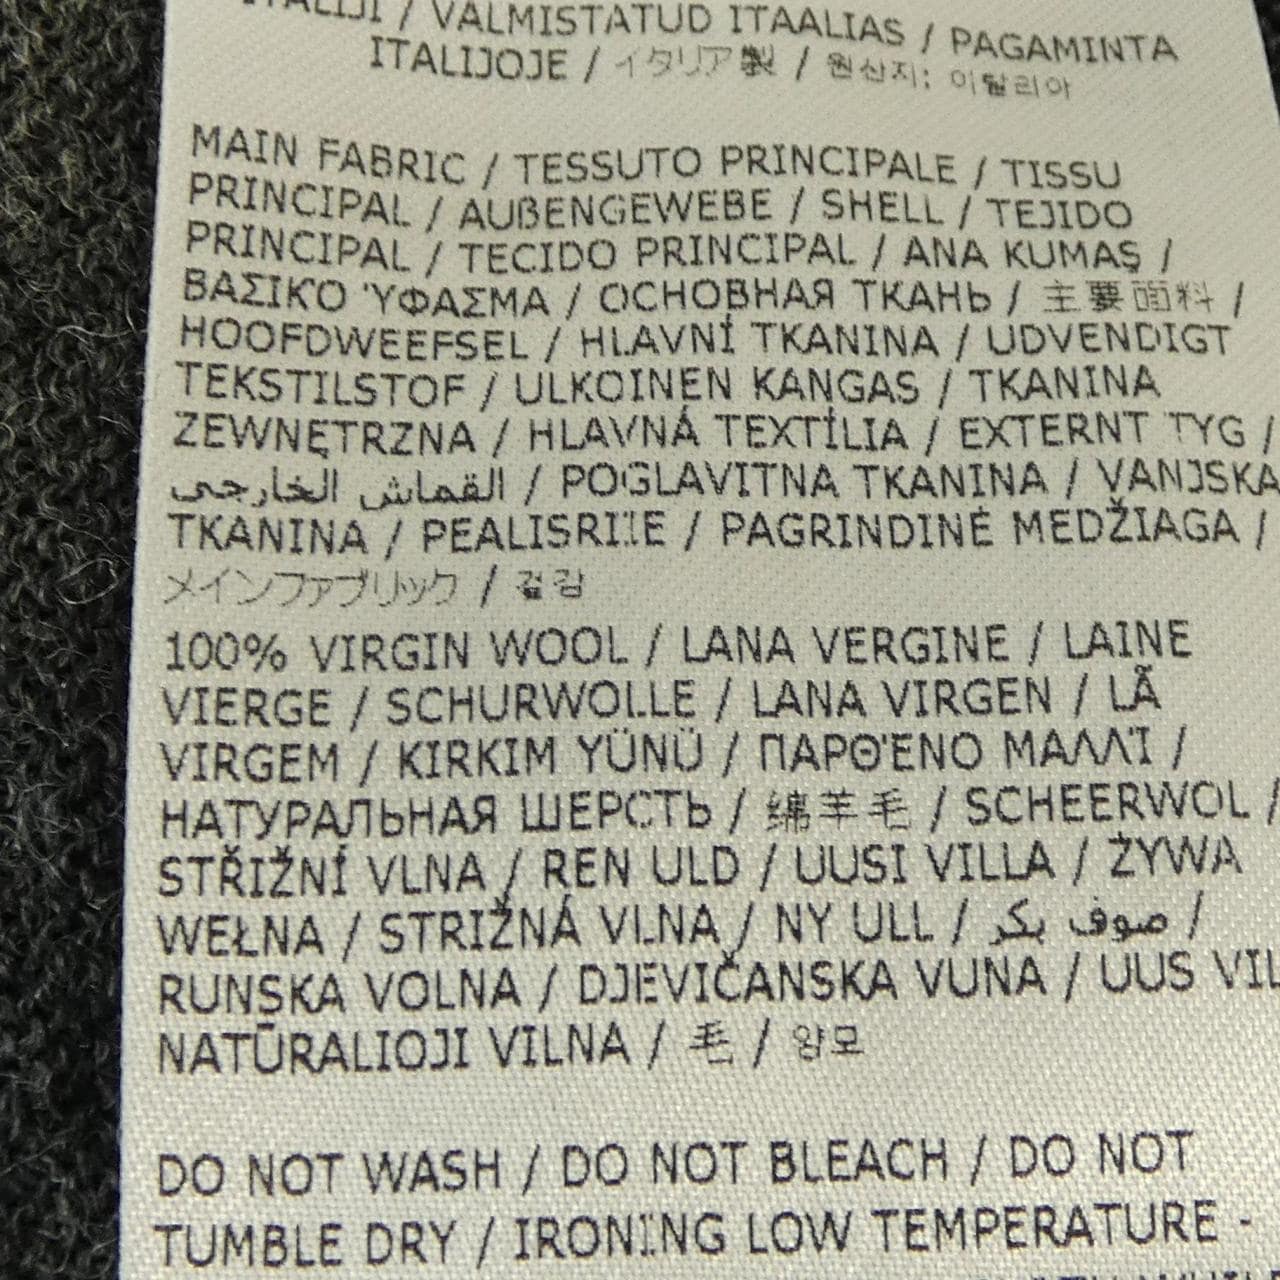 / VALMISTATUD ITAALIAS / PAGAMINTA
ITALIJOJE / イタリア製 / 원산지: 이탈리아
MAIN FABRIC / TESSUTO PRINCIPALE / TISSU
PRINCIPAL / AUßENGEWEBE / SHELL / TEJIDO
PRINCIPAL / TECIDO PRINCIPAL / ANA KUMAŞ /
ΒΑΣΙΚΌ ΎΦΑΣΜΑ / ОСНОВНАЯ ТКАНЬ / 主要面料 /
HOOFDWEEFSEL / HLAVNÍ TKANINA / UDVENDIGT
TEKSTILSTOF / ULKOINEN KANGAS / TKANINA
ZEWNĘTRZNA / HLAVNÁ TEXTÍLIA / EXTERNT TYG /
القماش الخارجى / POGLAVITNA TKANINA / VANJSKA
TKANINA / PEALISRIIE / PAGRINDINĖ MEDŽIAGA /
メインファブリック / 겉감
100% VIRGIN WOOL / LANA VERGINE / LAINE
VIERGE / SCHURWOLLE / LANA VIRGEN / LÃ
VIRGEM / KIRKIM YÜNÜ / ΠΑΡΘΈΝΟ ΜΑΛΛΊ /
НАТУРАЛЬНАЯ ШЕРСТЬ / 绵羊毛 / SCHEERWOL /
STŘIŽNÍ VLNA / REN ULD / UUSI VILLA / ŻYWA
WEŁNA / STRIŽNÁ VLNA / NY ULL / صوف بكر /
RUNSKA VOLNA / DJEVIČANSKA VUNA / UUS
NATŪRALIOJI VILNA / 毛 / 양모
DO NOT WASH / DO NOT BLEACH / DO NOT
TUMBLE DRY / IRONING LOW TEMPERATURE -